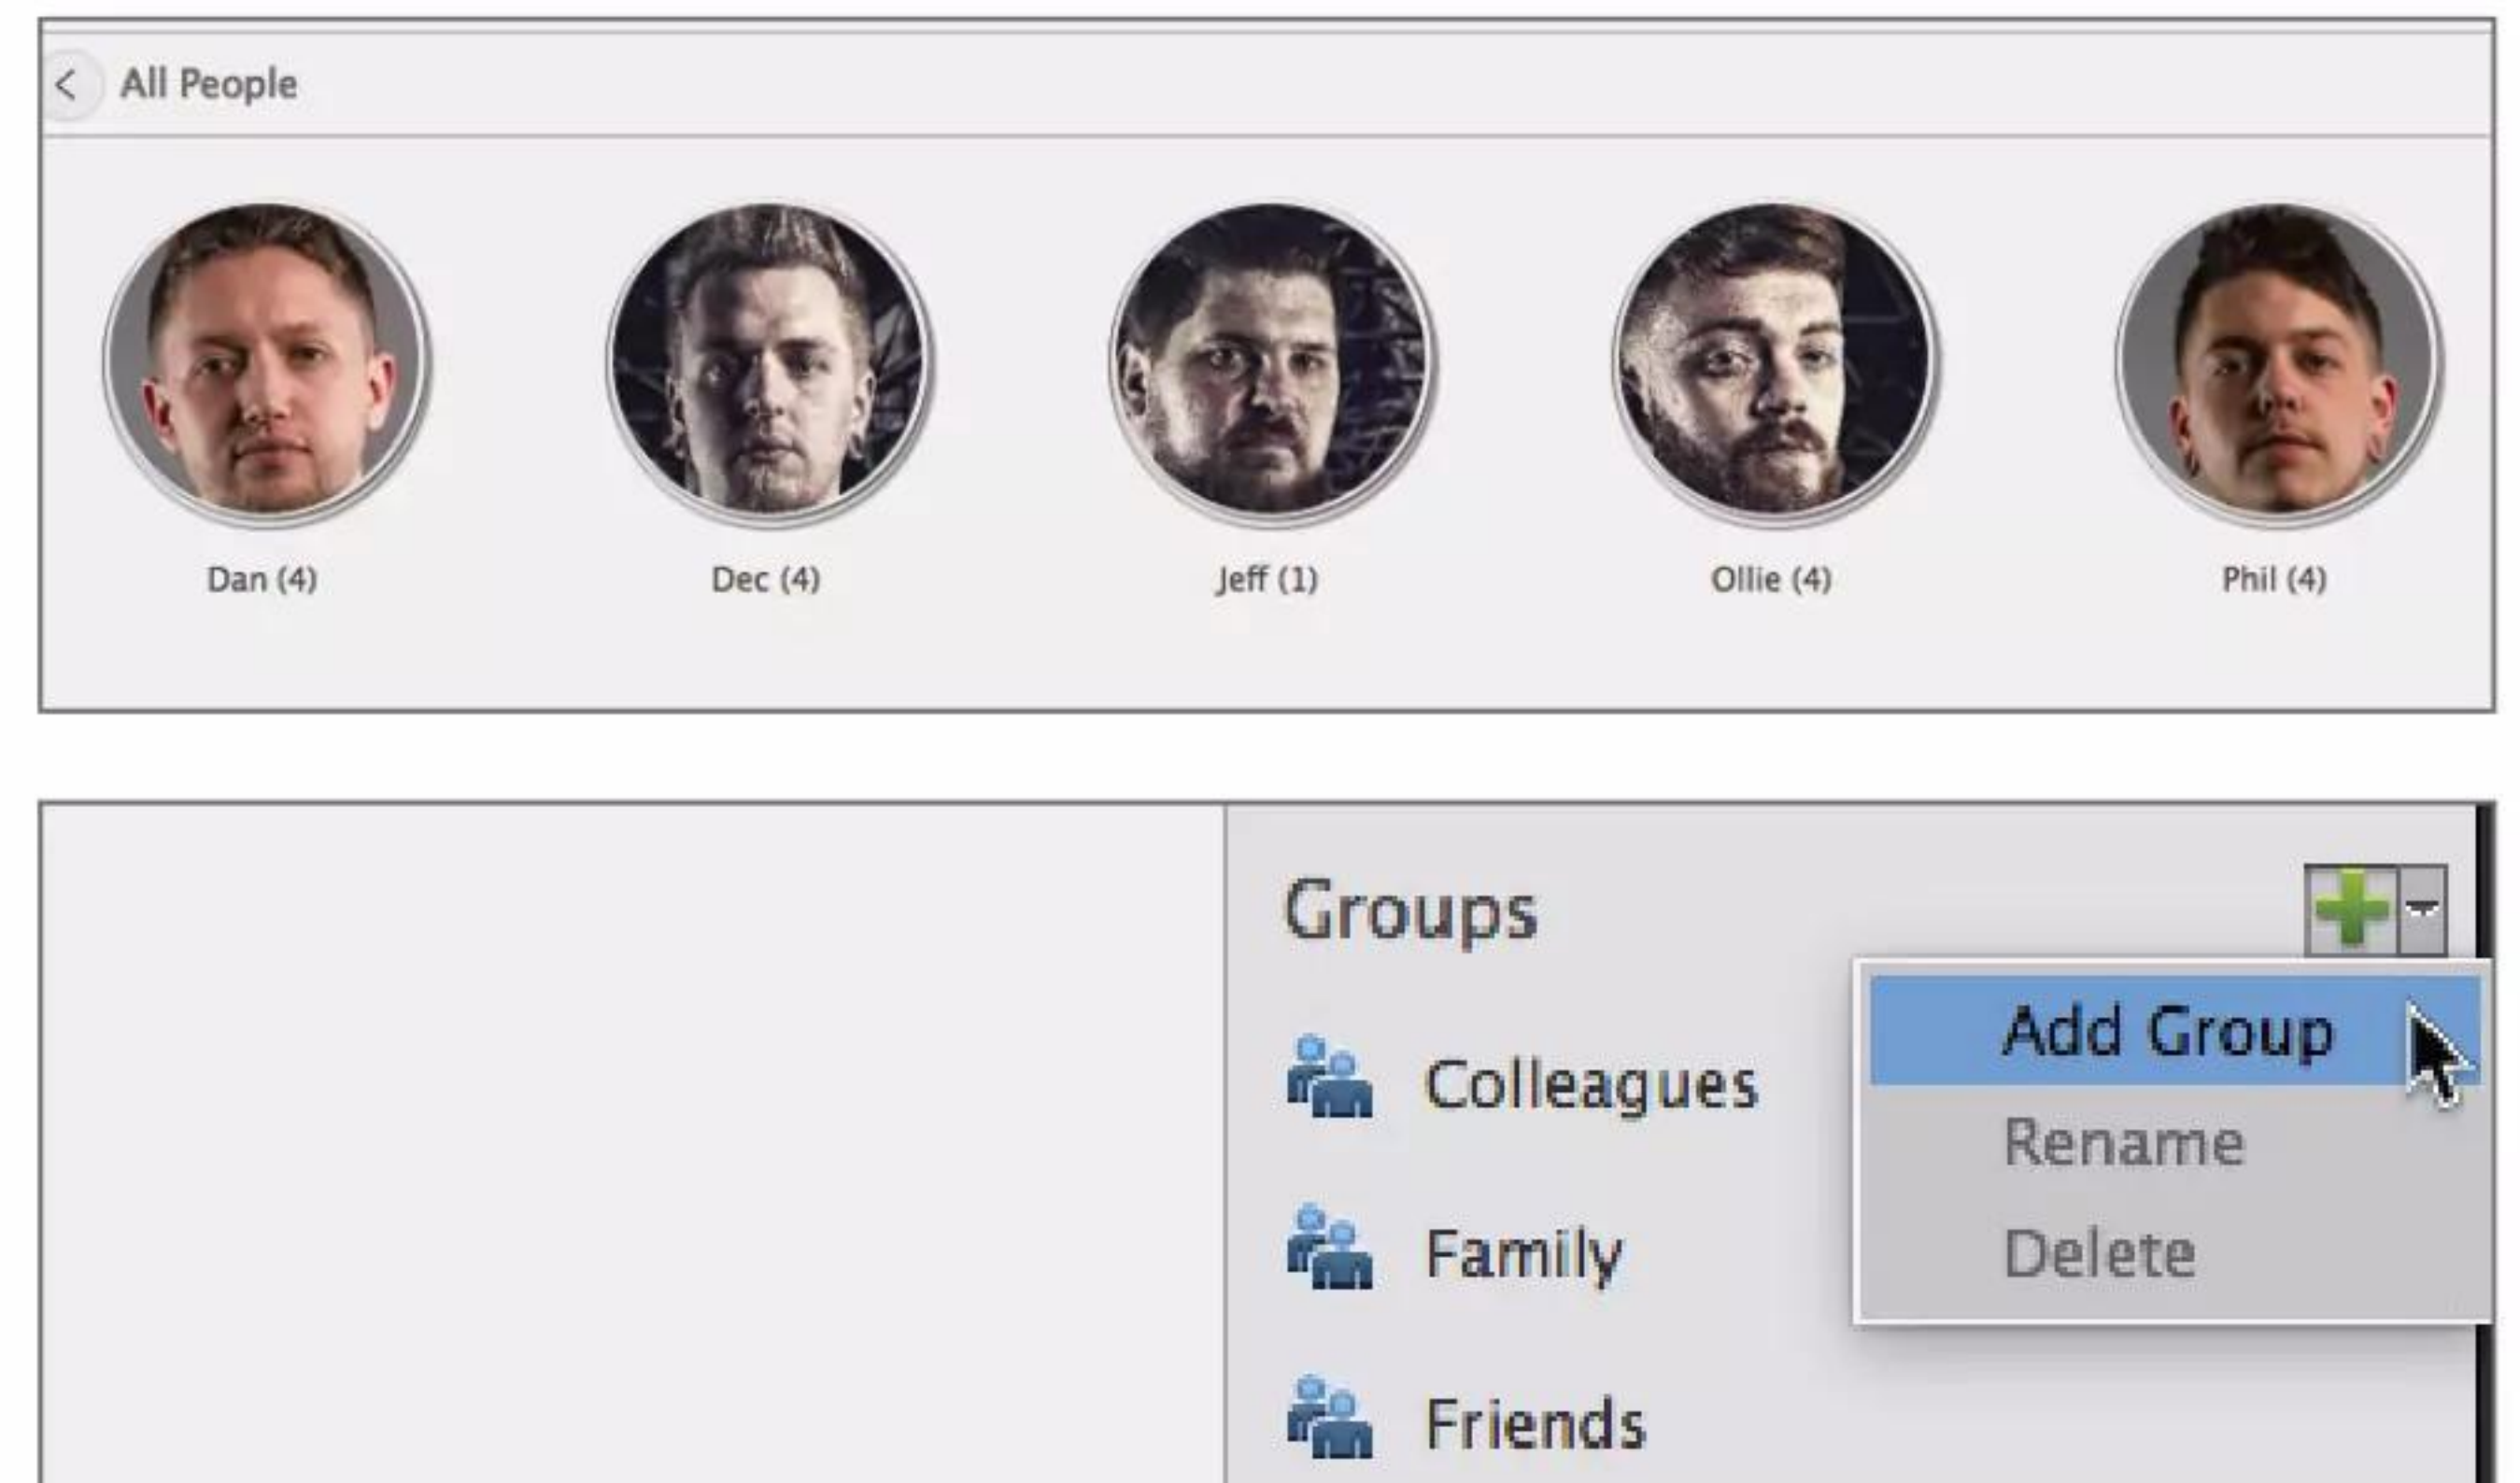 All People
Dan (4)
Dec (4)
Jeff (1)
Ollie (4)
Phil (4)
Groups
Add Group
Colleagues
Rename
Family
Delete
Friends